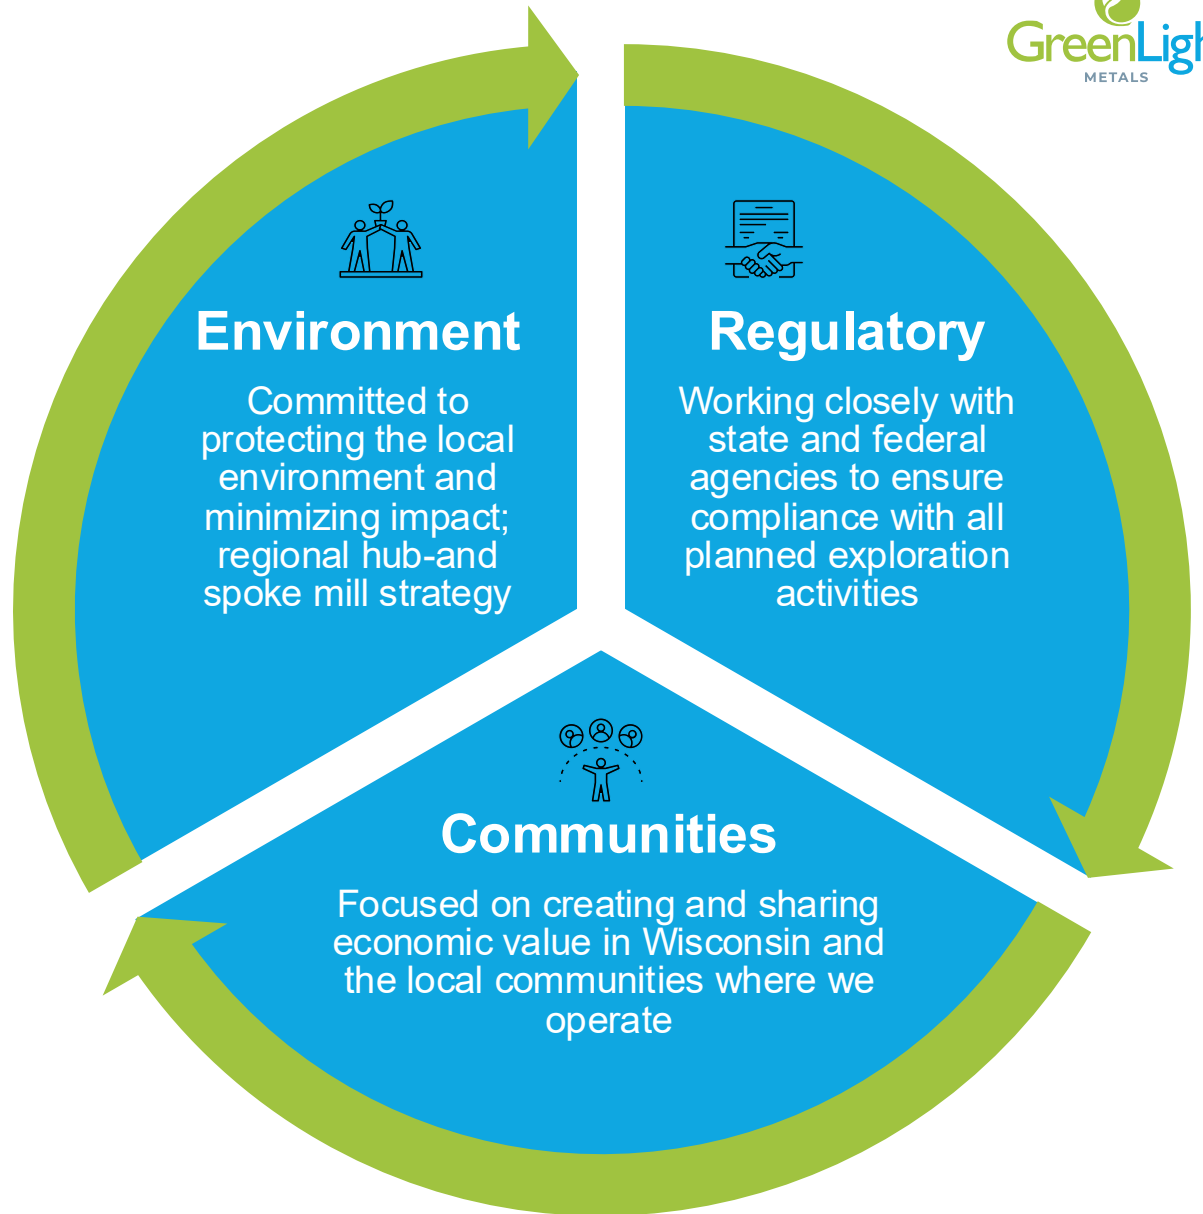 GreenLigh
METALS
Environment
Committed to
protecting the local
environment and
minimizing impact;
regional hub-and
spoke mill strategy
Regulatory
Working closely with
state and federal
agencies to ensure
compliance with all
planned exploration
activities
Communities
Focused on creating and sharing
economic value in Wisconsin and
the local communities where we
operate